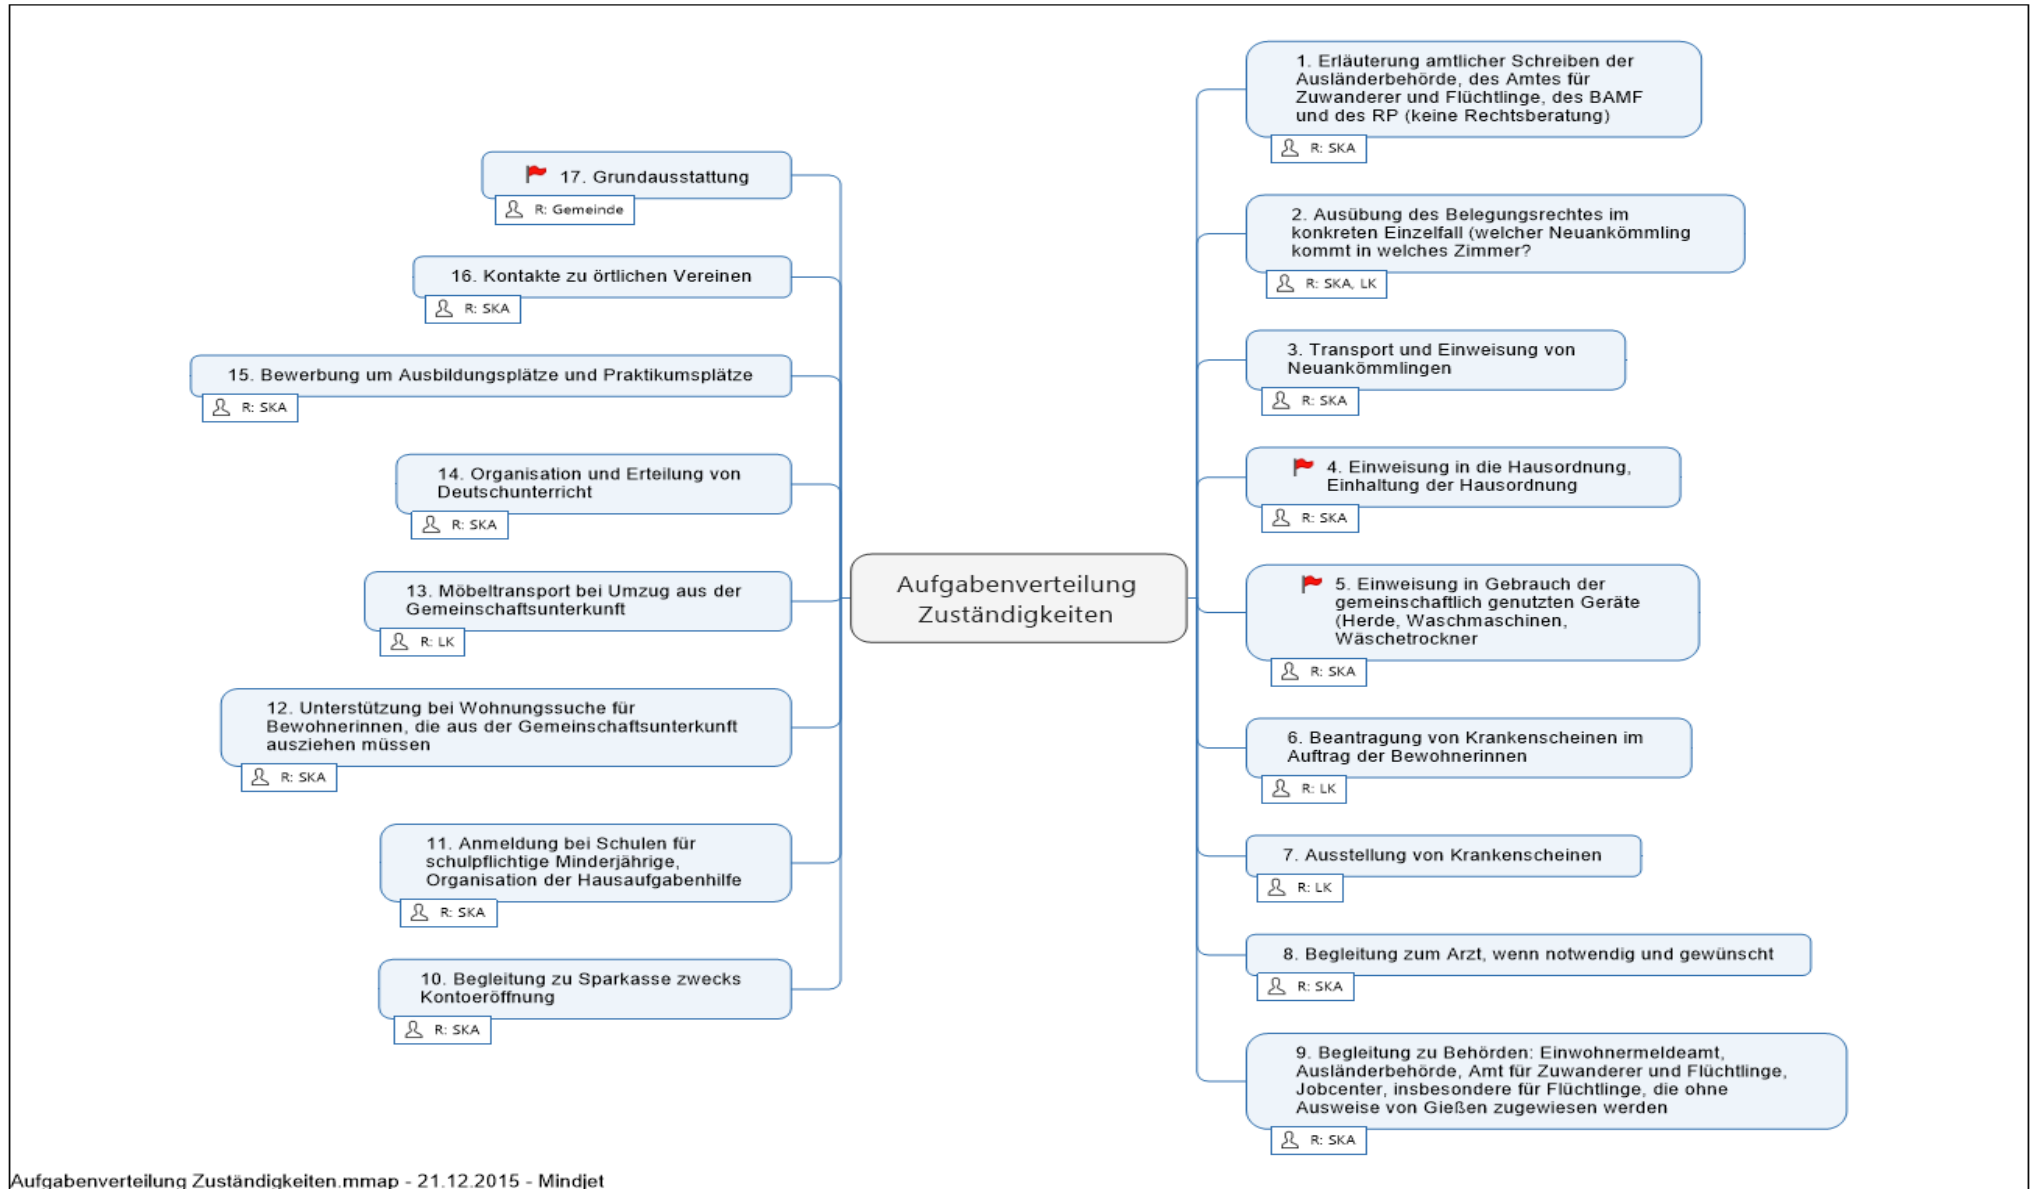 1. Erläuterung amtlicher Schreiben der
Ausländerbehörde, des Amtes für
Zuwanderer und Flüchtlinge, des BAMF
und des RP (keine Rechtsberatung)
R: SKA
2. Ausübung des Belegungsrechtes im
konkreten Einzelfall (welcher Neuankömmling
kommt in welches Zimmer?
R: SKA, LK
3. Transport und Einweisung von
Neuankömmlingen
R: SKA
4. Einweisung in die Hausordnung,
Einhaltung der Hausordnung
R: SKA
5. Einweisung in Gebrauch der
gemeinschaftlich genutzten Geräte
(Herde, Waschmaschinen,
Wäschetrockner
R: SKA
6. Beantragung von Krankenscheinen im
Auftrag der Bewohnerinnen
R: LK
7. Ausstellung von Krankenscheinen
R: LK
8. Begleitung zum Arzt, wenn notwendig und gewünscht
R: SKA
9. Begleitung zu Behörden: Einwohnermeldeamt,
Ausländerbehörde, Amt für Zuwanderer und Flüchtlinge,
Jobcenter, insbesondere für Flüchtlinge, die ohne
Ausweise von Gießen zugewiesen werden
R: SKA
Aufgabenverteilung
Zuständigkeiten
17. Grundausstattung
R: Gemeinde
16. Kontakte zu örtlichen Vereinen
R: SKA
15. Bewerbung um Ausbildungsplätze und Praktikumsplätze
R: SKA
14. Organisation und Erteilung von
Deutschunterricht
R: SKA
13. Möbeltransport bei Umzug aus der
Gemeinschaftsunterkunft
R: LK
12. Unterstützung bei Wohnungssuche für
Bewohnerinnen, die aus der Gemeinschaftsunterkunft
ausziehen müssen
R: SKA
11. Anmeldung bei Schulen für
schulpflichtige Minderjährige,
Organisation der Hausaufgabenhilfe
R: SKA
10. Begleitung zu Sparkasse zwecks
Kontoeröffnung
R: SKA
Aufgabenverteilung Zuständigkeiten.mmap - 21.12.2015 - Mindjet